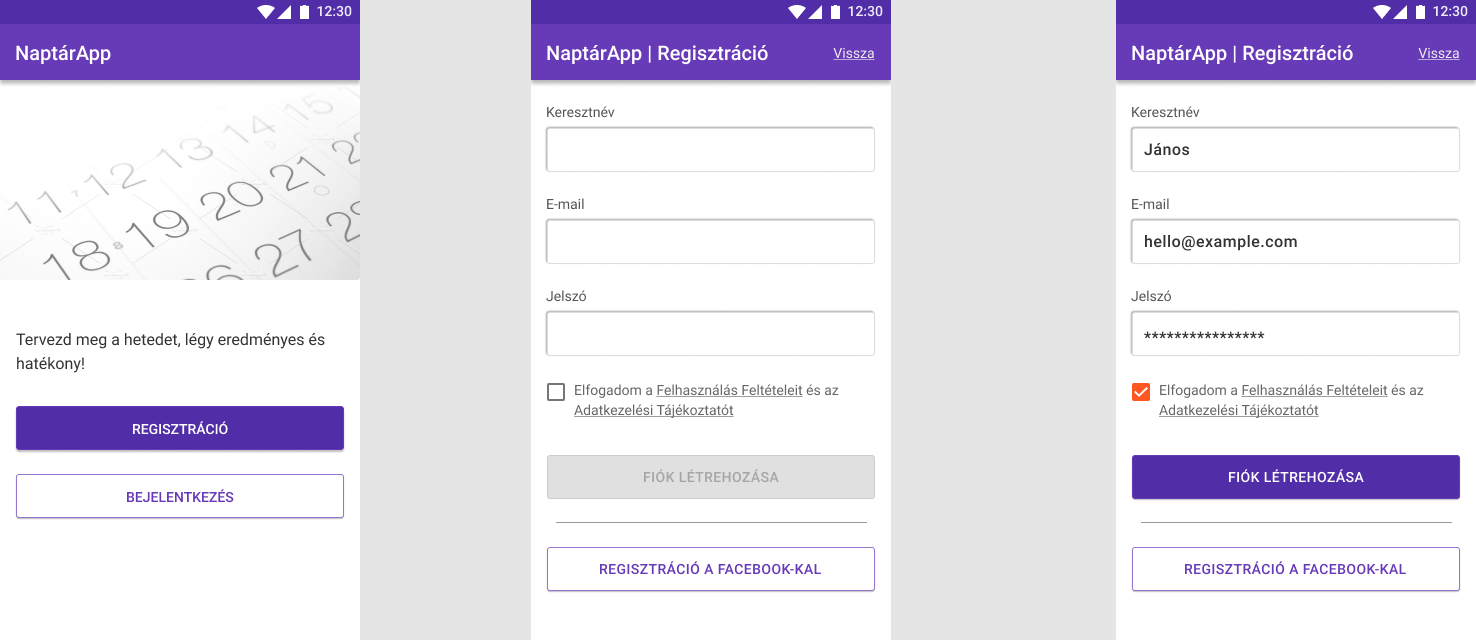 12:30
NaptárApp
11 12 13 14 15
18 19 20 21
27
Tervezd meg a hetedet, légy eredményes és
hatékony!
REGISZTRÁCIÓ
BEJELENTKEZÉS
12:30
NaptárApp | Regisztráció
Vissza
Keresztnév
E-mail
Jelszó
Elfogadom a Felhasználás Feltételeit és az
Adatkezelési Tájékoztatót
FIÓK LÉTREHOZÁSA
REGISZTRÁCIÓ A FACEBOOK-KAL
12:30
NaptárApp | Regisztráció
Vissza
Keresztnév
János
E-mail
hello@example.com
Jelszó
****************
Elfogadom a Felhasználás Feltételeit és az
Adatkezelési Tájékoztatót
FIÓK LÉTREHOZÁSA
REGISZTRÁCIÓ A FACEBOOK-KAL